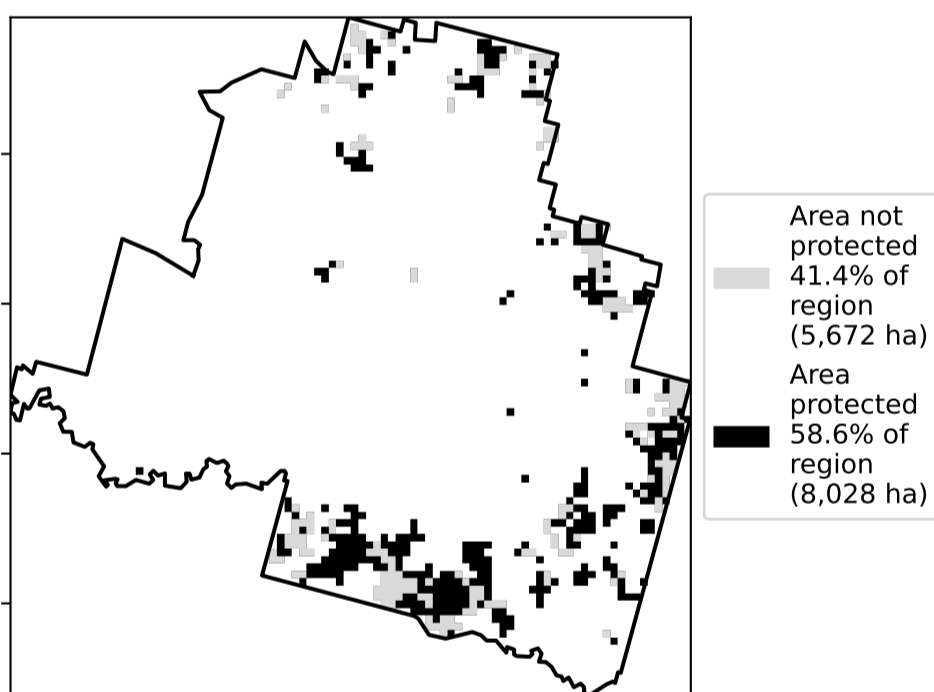 Area not
protected
41.4% of
region
(5,672 ha)
Area
protected
58.6% of
region
(8,028 ha)